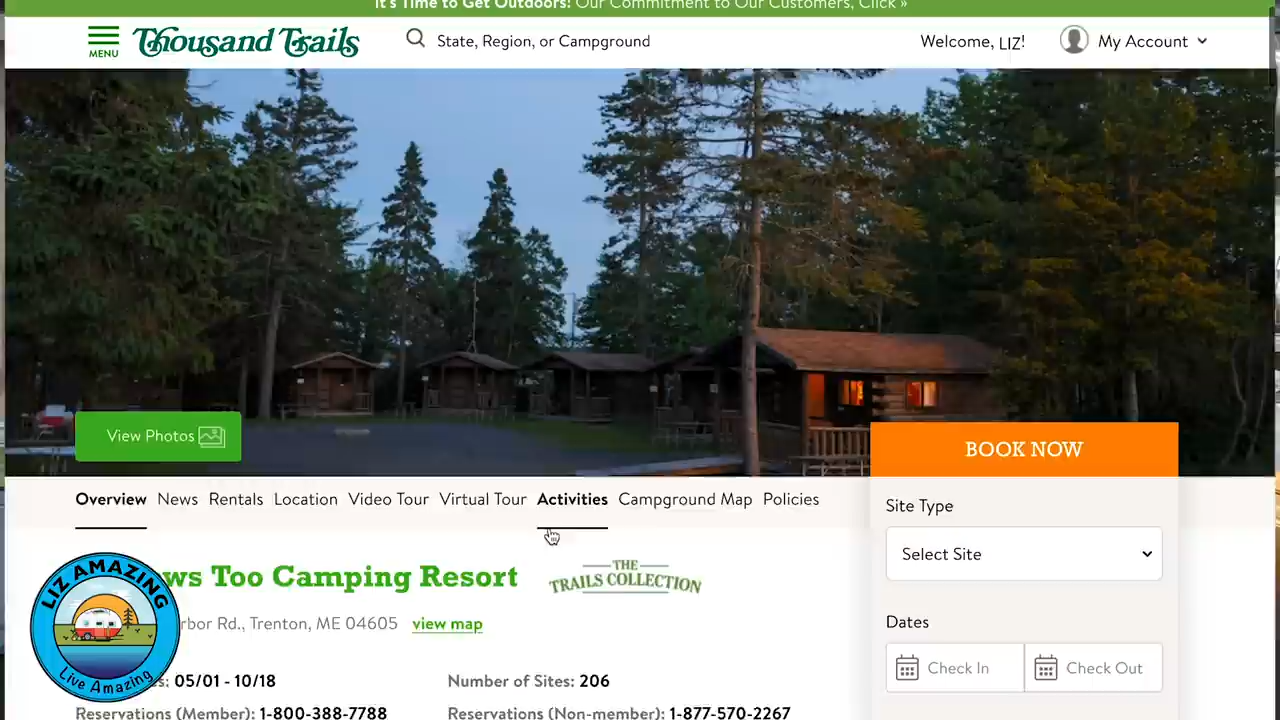 It's Time to Get Outdoors! Our Commitment to Our Customers, Click »
MENU
Thousand Trails
State, Region, or Campground
Welcome, LIZ!
My Account
View Photos
BOOK NOW
Overview News Rentals Location Video Tour Virtual Tour Activities Campground Map Policies
Site Type
Select Site
ws Too Camping Resort
THE
TRAILS COLLECTION
LIZ AMAZING
Live Amazing
rbor Rd., Trenton, ME 04605 view map
Dates
Check In
Check Out
s: 05/01 - 10/18
Number of Sites: 206
Reservations (Member): 1-800-388-7788
Reservations (Non-member): 1-877-570-2267